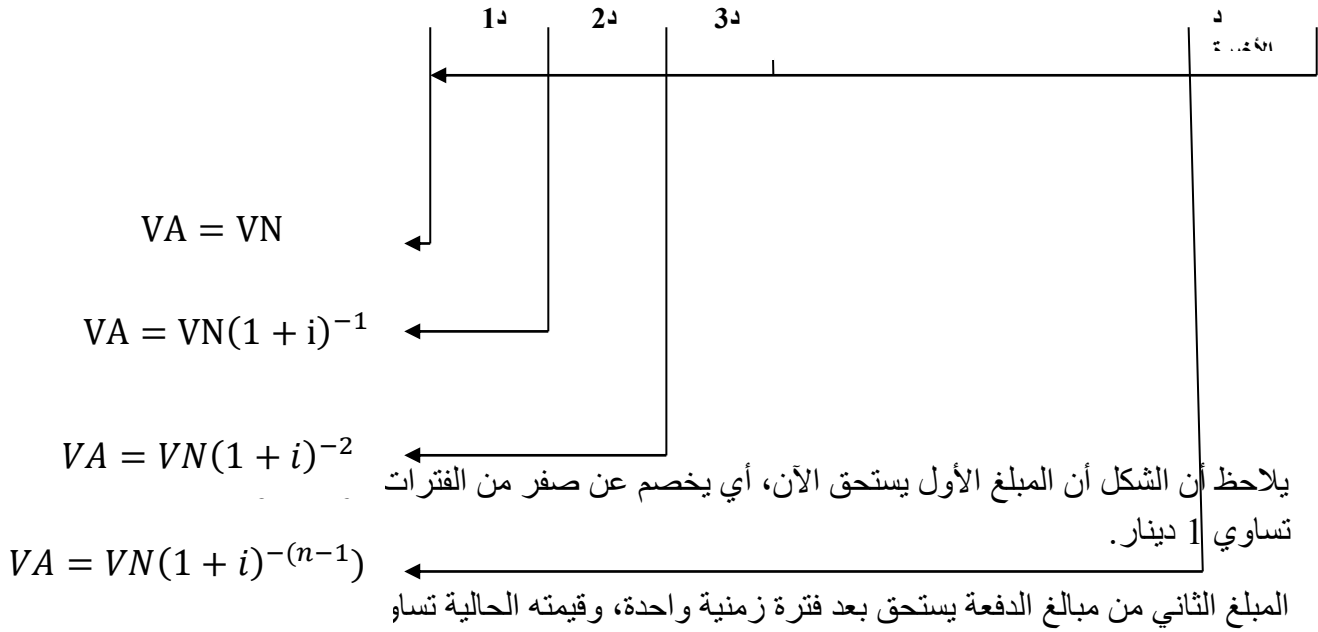 د1 د2 د3 د
VA = VN
VA = VN(1 + i)⁻¹
VA = VN(1 + i)⁻²
يلاحظ أن الشكل أن المبلغ الأول يستحق الآن، أي يخصم عن صفر من الفترات
تساوي 1 دينار.
VA = VN(1 + i)⁻⁽ⁿ⁻¹⁾)
المبلغ الثاني من مبالغ الدفعة يستحق بعد فترة زمنية واحدة، وقيمته الحالية